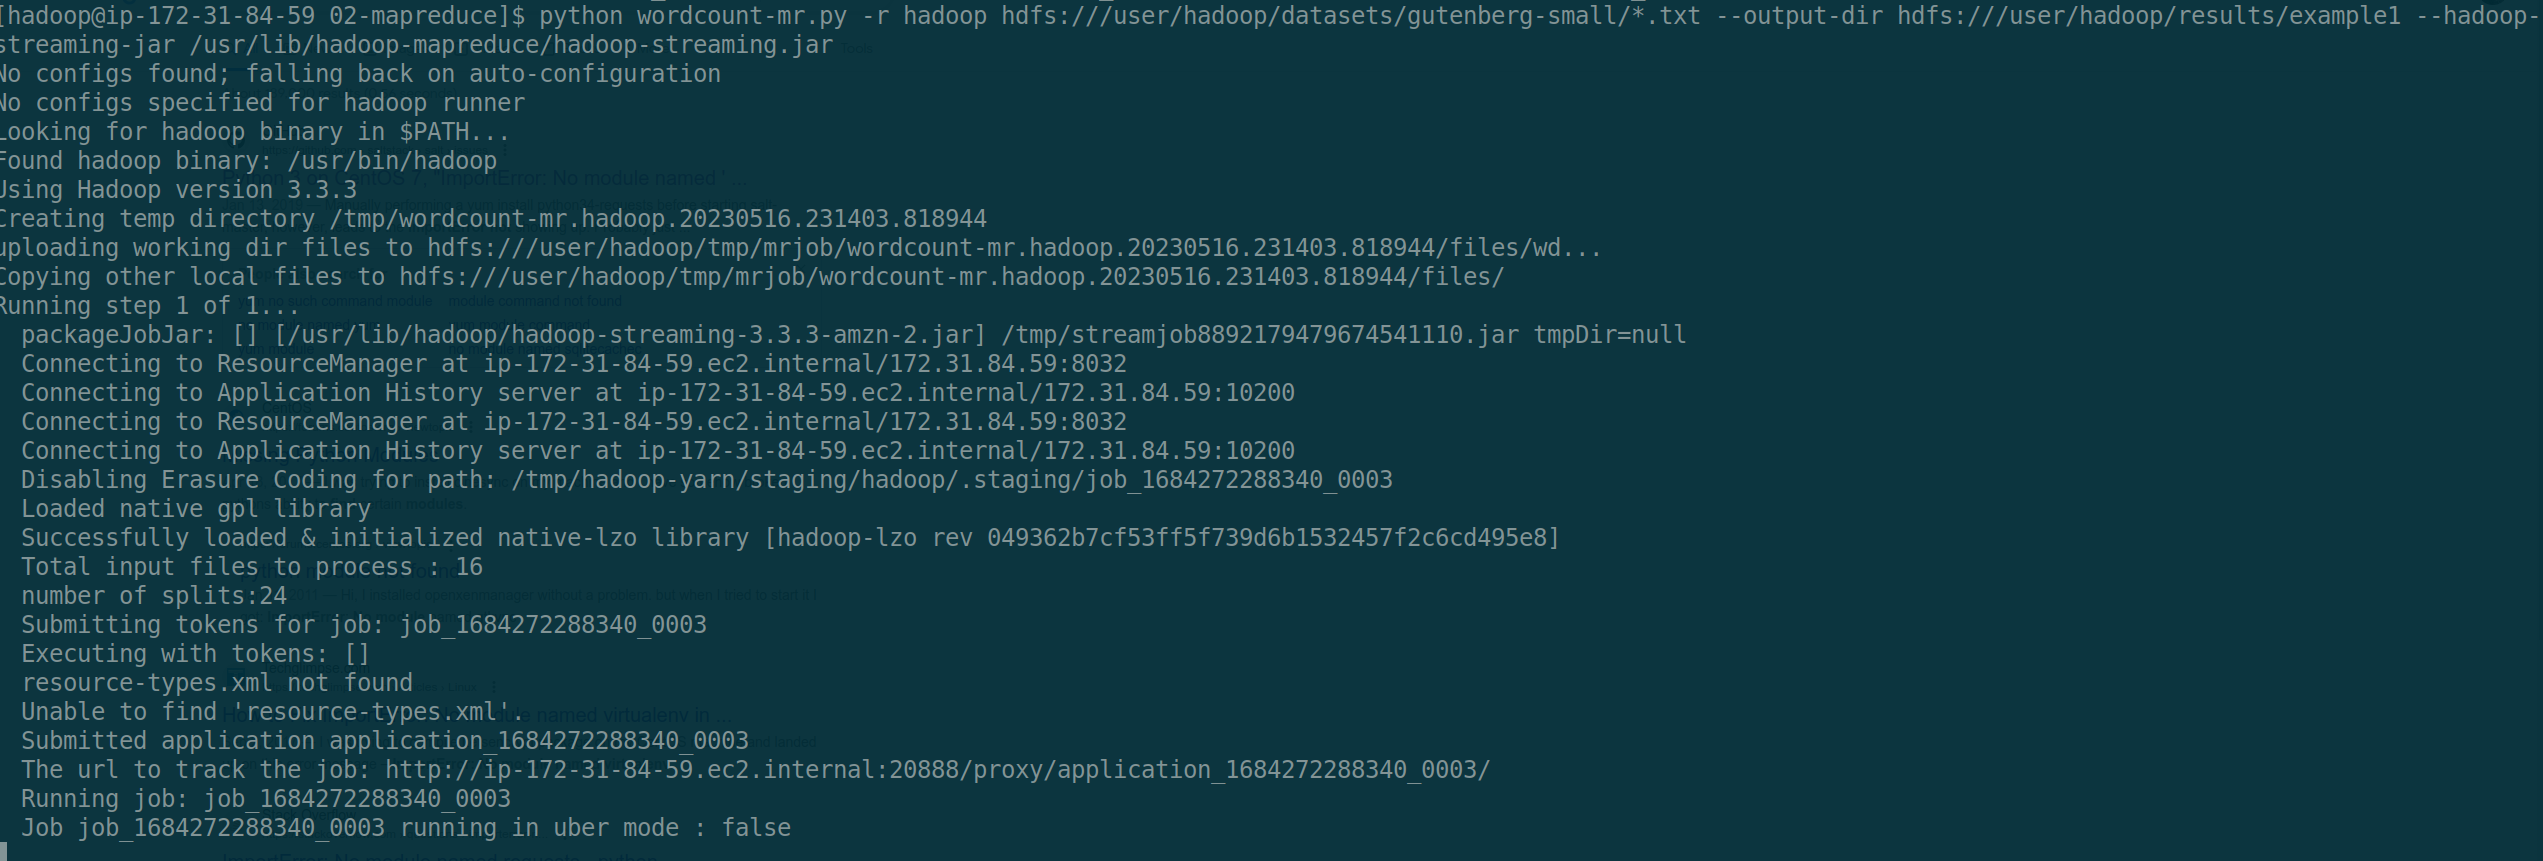 [hadoop@ip-172-31-84-59 02-mapreduce]$ python wordcount-mr.py -r hadoop hdfs:///user/hadoop/datasets/gutenberg-small/*.txt --output-dir hdfs:///user/hadoop/results/example1 --hadoop-
streaming-jar /usr/lib/hadoop-mapreduce/hadoop-streaming.jar
No configs found; falling back on auto-configuration
No configs specified for hadoop runner
Looking for hadoop binary in $PATH...
Found hadoop binary: /usr/bin/hadoop
Using Hadoop version 3.3.3
Creating temp directory /tmp/wordcount-mr.hadoop.20230516.231403.818944
uploading working dir files to hdfs:///user/hadoop/tmp/mrjob/wordcount-mr.hadoop.20230516.231403.818944/files/wd...
Copying other local files to hdfs:///user/hadoop/tmp/mrjob/wordcount-mr.hadoop.20230516.231403.818944/files/
Running step 1 of 1...
packageJobJar: [] [/usr/lib/hadoop/hadoop-streaming-3.3.3-amzn-2.jar] /tmp/streamjob8892179479674541110.jar tmpDir=null
Connecting to ResourceManager at ip-172-31-84-59.ec2.internal/172.31.84.59:8032
Connecting to Application History server at ip-172-31-84-59.ec2.internal/172.31.84.59:10200
Connecting to ResourceManager at ip-172-31-84-59.ec2.internal/172.31.84.59:8032
Connecting to Application History server at ip-172-31-84-59.ec2.internal/172.31.84.59:10200
Disabling Erasure Coding for path: /tmp/hadoop-yarn/staging/hadoop/.staging/job_1684272288340_0003
Loaded native gpl library
Successfully loaded & initialized native-lzo library [hadoop-lzo rev 049362b7cf53ff5f739d6b1532457f2c6cd495e8]
Total input files to process : 16
number of splits:24
Submitting tokens for job: job_1684272288340_0003
Executing with tokens: []
resource-types.xml not found
Unable to find 'resource-types.xml'.
Submitted application application_1684272288340_0003
The url to track the job: http://ip-172-31-84-59.ec2.internal:20888/proxy/application_1684272288340_0003/
Running job: job_1684272288340_0003
Job job_1684272288340_0003 running in uber mode : false